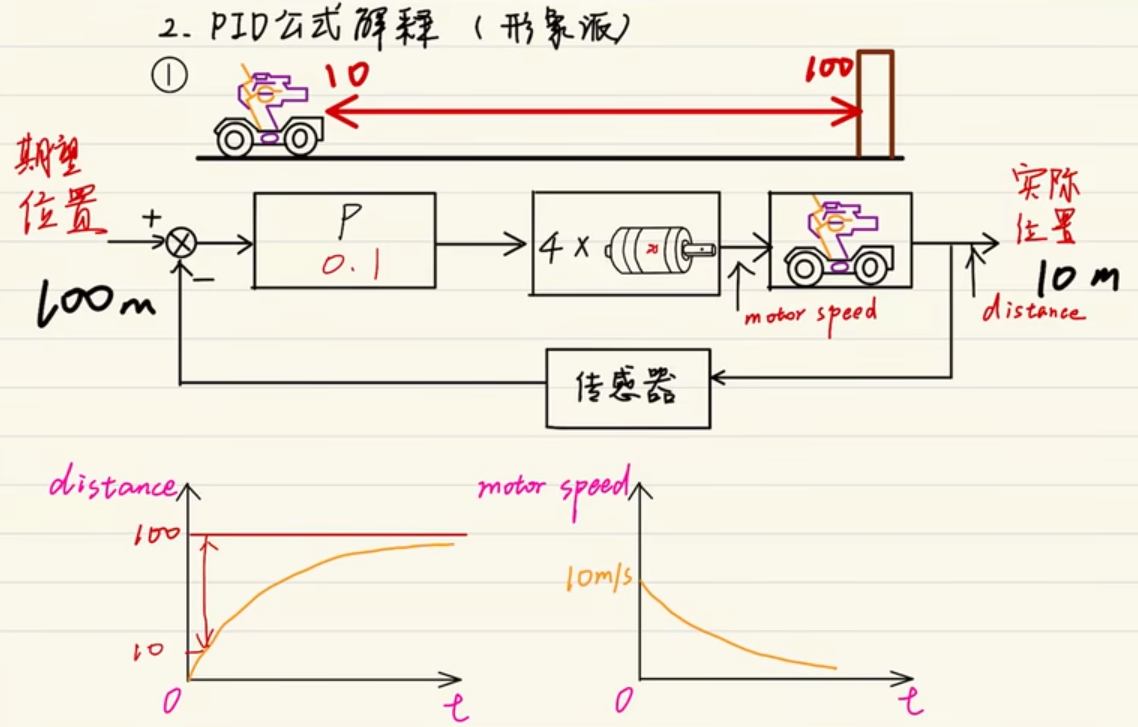 2. PID公式解释（形象派）
①
10
100
期望
位置
+
−
100m
P
0.1
4 ×
motor speed
实际
位置
10 m
distance
传感器
distance
100
10
0
t
motor speed
10m/s
0
t